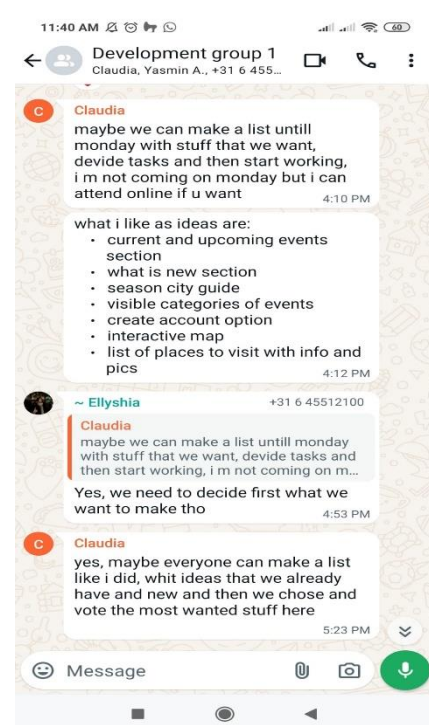 11:40 AM
60
Development group 1
Claudia, Yasmin A., +31 6 455...
C
Claudia
maybe we can make a list untill
monday with stuff that we want,
devide tasks and then start working,
i m not coming on monday but i can
attend online if u want
4:10 PM
what i like as ideas are:
• current and upcoming events
section
• what is new section
• season city guide
• visible categories of events
• create account option
• interactive map
• list of places to visit with info and
pics
4:12 PM
~ Ellyshia +31 6 45512100
Claudia
maybe we can make a list untill monday
with stuff that we want, devide tasks and
then start working, i m not coming on m...
Yes, we need to decide first what we
want to make tho
4:53 PM
C
Claudia
yes, maybe everyone can make a list
like i did, whit ideas that we already
have and new and then we chose and
vote the most wanted stuff here
5:23 PM
Message